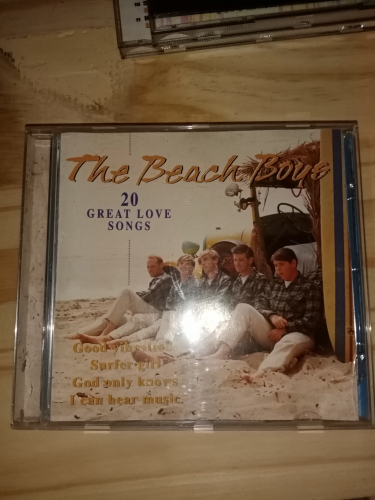 The Beach Boys
20
GREAT LOVE
SONGS
Good vibrations
Surfer girl
God only knows
I can hear music